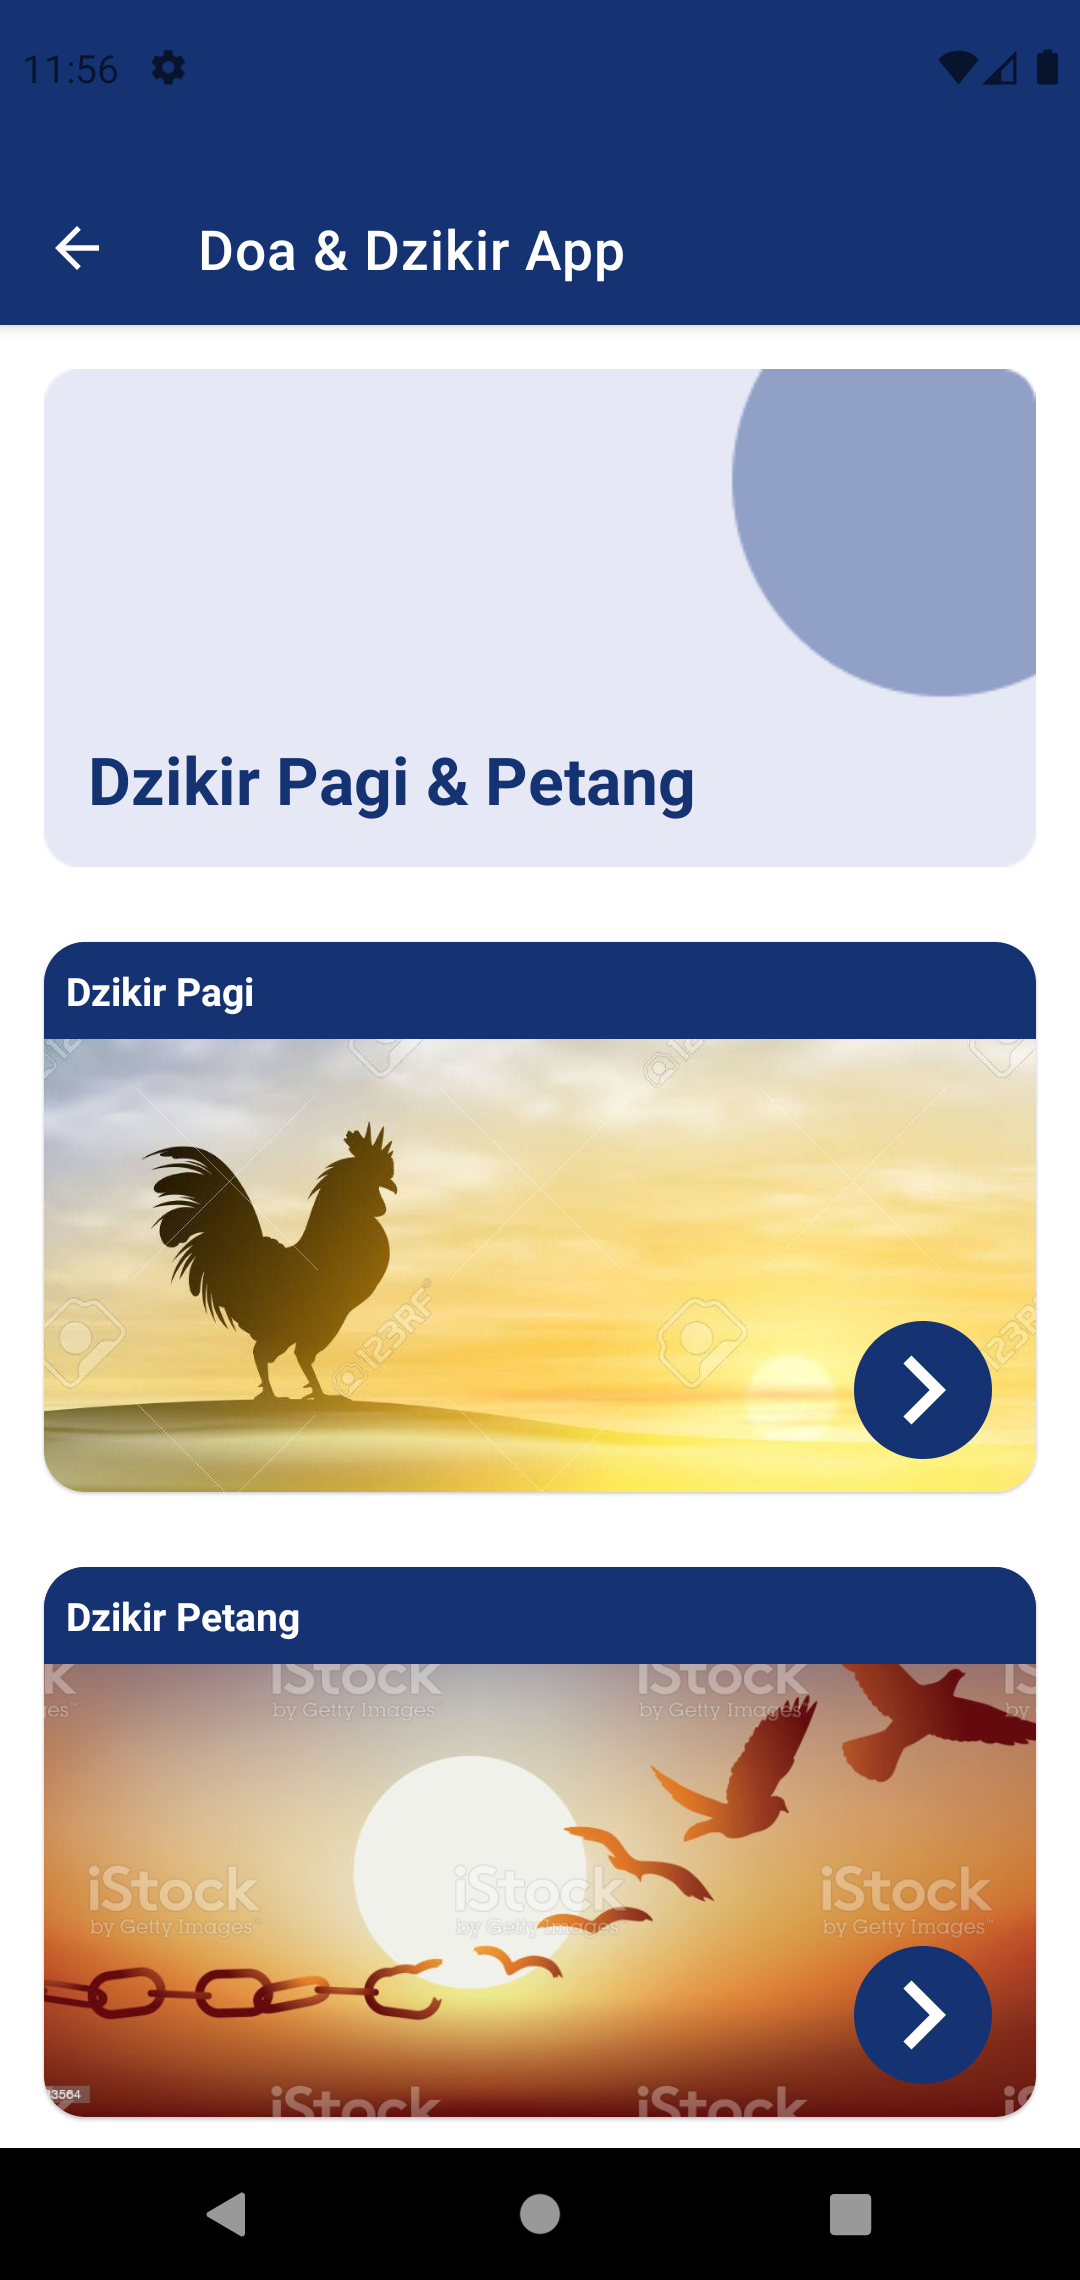 11:56
Doa & Dzikir App
Dzikir Pagi & Petang
Dzikir Pagi
123RF
Dzikir Petang
iStock iStock
by Getty Images by Getty Images
iStock iStock iStock
by Getty Images by Getty Images by Getty Images
iStock iStock